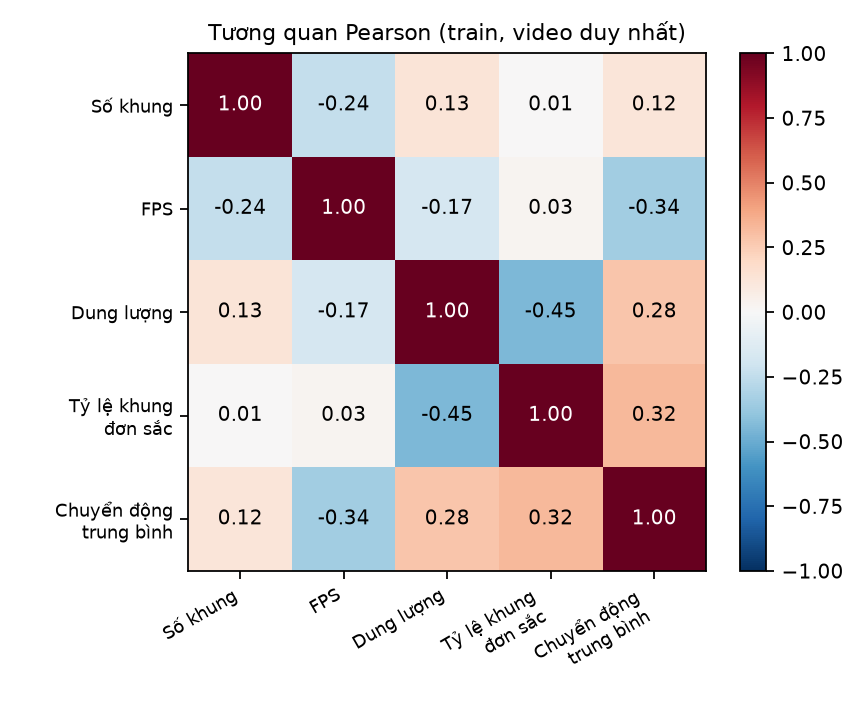 Tương quan Pearson (train, video duy nhất)
Số khung
1.00 -0.24 0.13 0.01 0.12
FPS
-0.24 1.00 -0.17 0.03 -0.34
Dung lượng
0.13 -0.17 1.00 -0.45 0.28
Tỷ lệ khung
đơn sắc
0.01 0.03 -0.45 1.00 0.32
Chuyển động
trung bình
0.12 -0.34 0.28 0.32 1.00
Số khung
FPS
Dung lượng
Tỷ lệ khung
đơn sắc
Chuyển động
trung bình
1.00
0.75
0.50
0.25
0.00
−0.25
−0.50
−0.75
−1.00